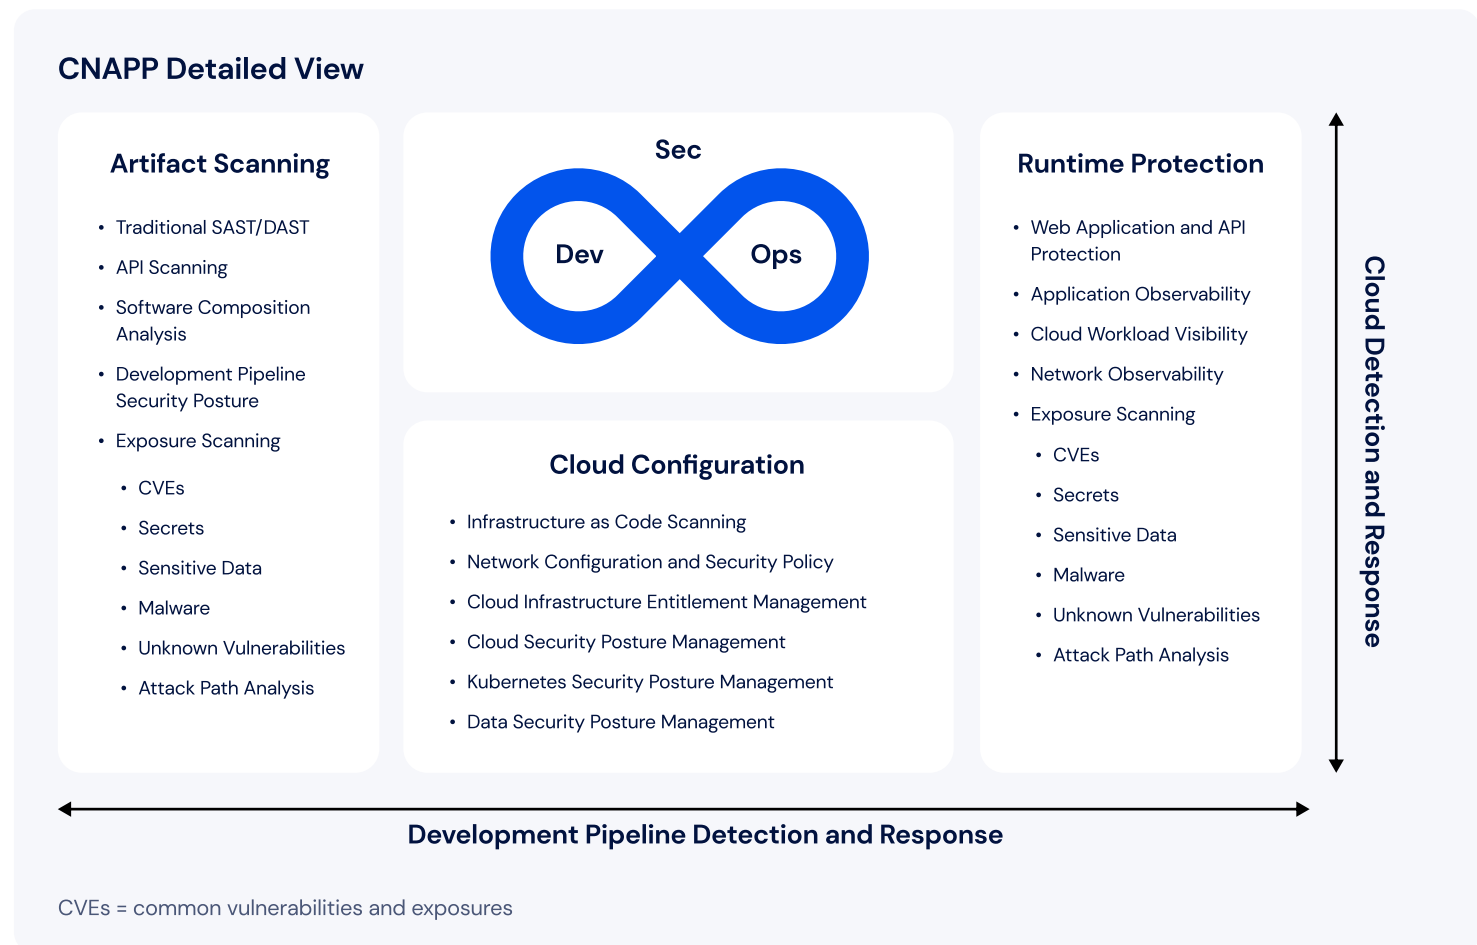 CNAPP Detailed View
Artifact Scanning
• Traditional SAST/DAST
• API Scanning
• Software Composition
Analysis
• Development Pipeline
Security Posture
• Exposure Scanning
• CVEs
• Secrets
• Sensitive Data
• Malware
• Unknown Vulnerabilities
• Attack Path Analysis
Sec
Dev
Ops
Cloud Configuration
• Infrastructure as Code Scanning
• Network Configuration and Security Policy
• Cloud Infrastructure Entitlement Management
• Cloud Security Posture Management
• Kubernetes Security Posture Management
• Data Security Posture Management
Runtime Protection
• Web Application and API
Protection
• Application Observability
• Cloud Workload Visibility
• Network Observability
• Exposure Scanning
• CVEs
• Secrets
• Sensitive Data
• Malware
• Unknown Vulnerabilities
• Attack Path Analysis
Cloud Detection and Response
Development Pipeline Detection and Response
CVEs = common vulnerabilities and exposures